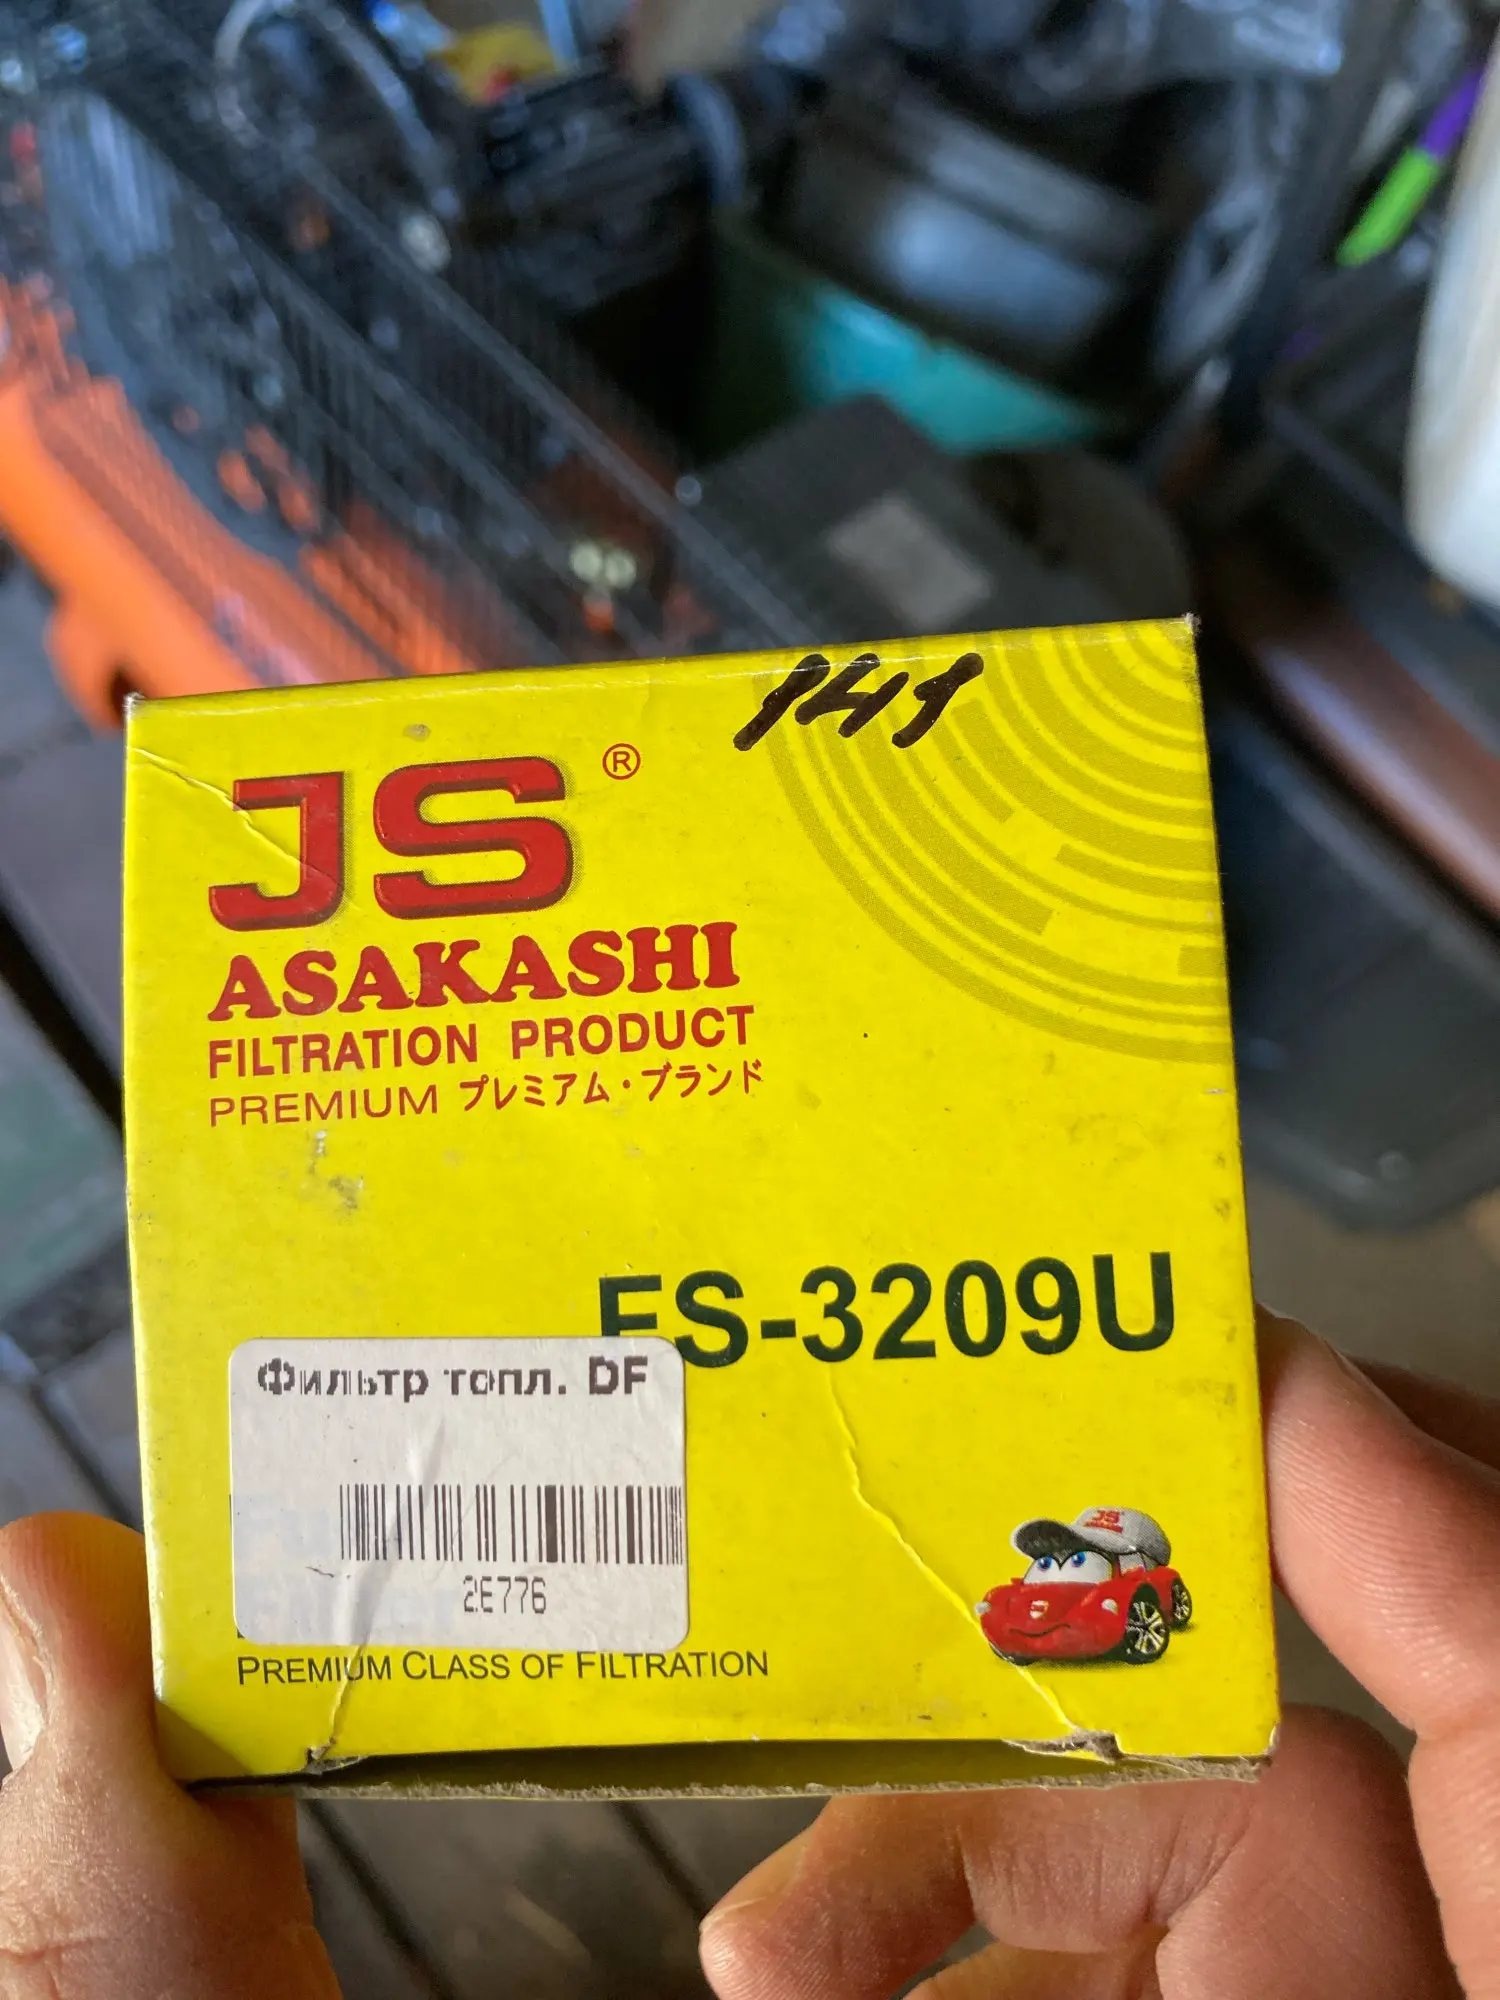 141
JS®
ASAKASHI
FILTRATION PRODUCT
PREMIUM プレミアム・ブランド
FS-3209U
Фильтр топл. DF
2E776
PREMIUM CLASS OF FILTRATION
JS